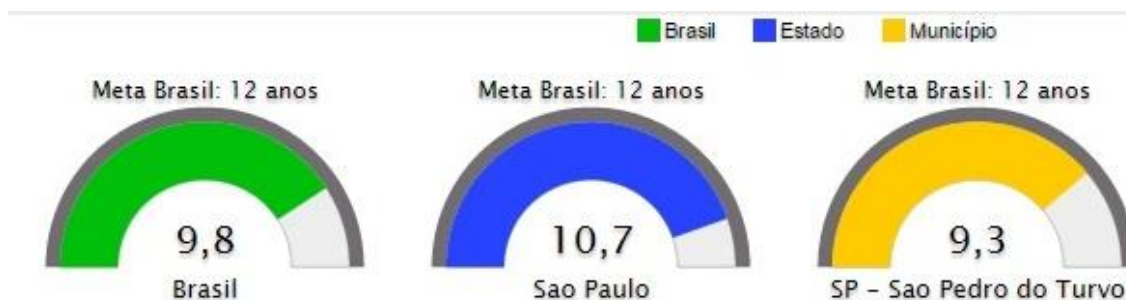 Brasil Estado Município
Meta Brasil: 12 anos Meta Brasil: 12 anos Meta Brasil: 12 anos
9,8 10,7 9,3
Brasil Sao Paulo SP - Sao Pedro do Turvo